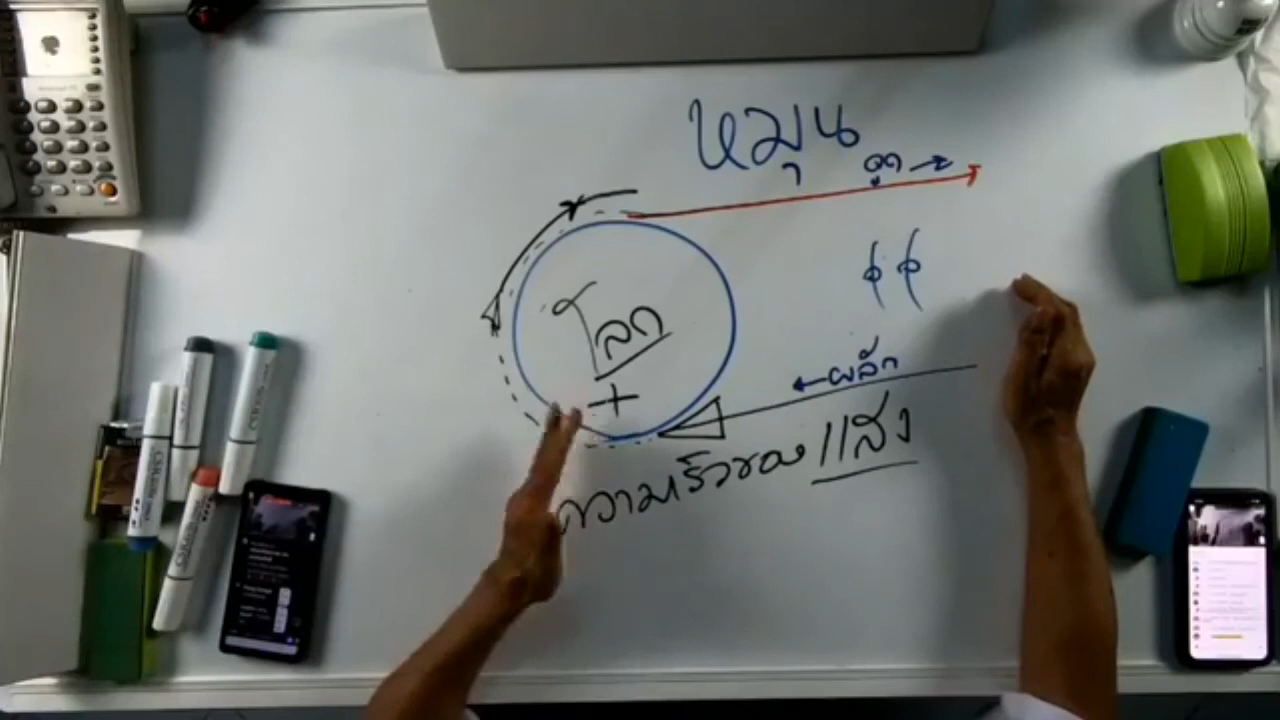 หมุน
ดูด
โลก
+
ผลัก
ความเร็วของแสง